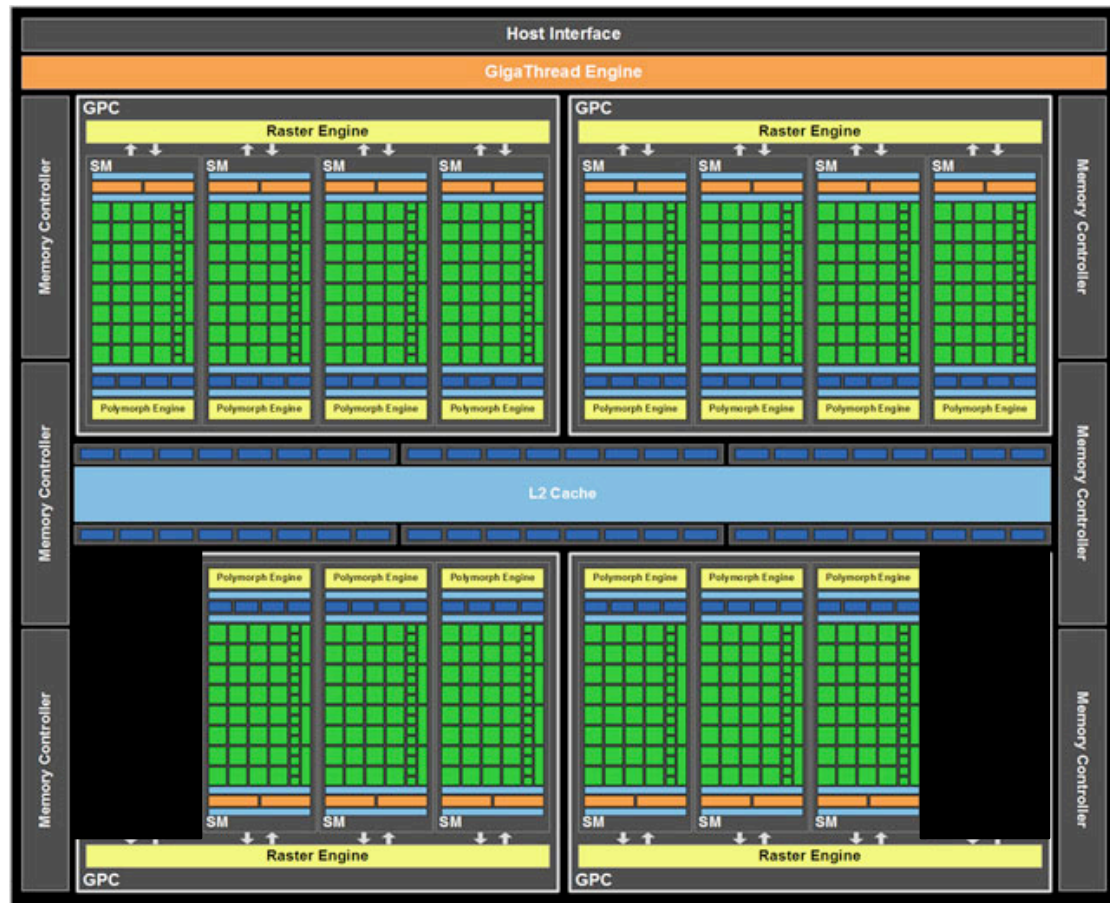 Host Interface
GigaThread Engine
GPC
GPC
Raster Engine
Raster Engine
SM
SM
SM
SM
SM
SM
SM
SM
Memory Controller
Memory Controller
Polymorph Engine
Polymorph Engine
Polymorph Engine
Polymorph Engine
Polymorph Engine
Polymorph Engine
Polymorph Engine
Polymorph Engine
Memory Controller
L2 Cache
Memory Controller
Polymorph Engine
Polymorph Engine
Polymorph Engine
Polymorph Engine
Polymorph Engine
Polymorph Engine
Memory Controller
Memory Controller
SM
SM
SM
SM
SM
SM
Raster Engine
Raster Engine
GPC
GPC